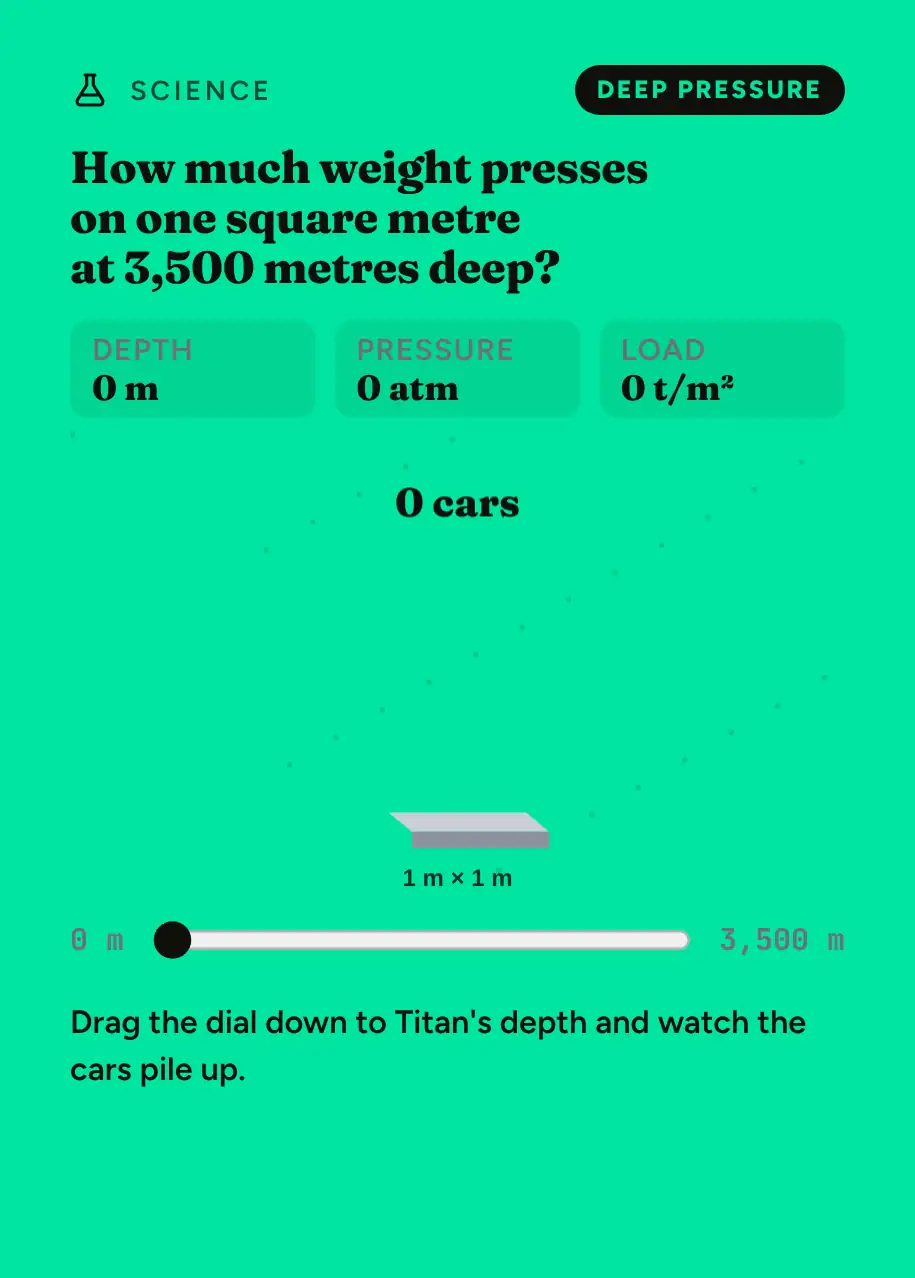 SCIENCE
DEEP PRESSURE
How much weight presses
on one square metre
at 3,500 metres deep?
DEPTH
0 m
PRESSURE
0 atm
LOAD
0 t/m²
0 cars
1 m × 1 m
0 m
3,500 m
Drag the dial down to Titan's depth and watch the
cars pile up.